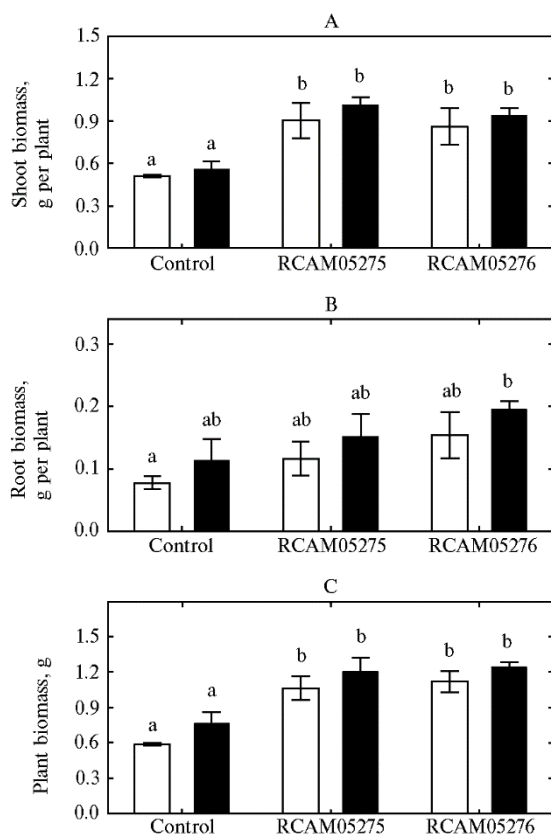 A
Shoot biomass,
g per plant
1.5
1.2
0.9
0.6
0.3
0.0
a
a
b
b
b
b
Control
RCAM05275
RCAM05276
B
Root biomass,
g per plant
0.3
0.2
0.1
0.0
a
ab
ab
ab
ab
b
Control
RCAM05275
RCAM05276
C
Plant biomass, g
1.8
1.5
1.2
0.9
0.6
0.3
0.0
a
a
b
b
b
b
Control
RCAM05275
RCAM05276